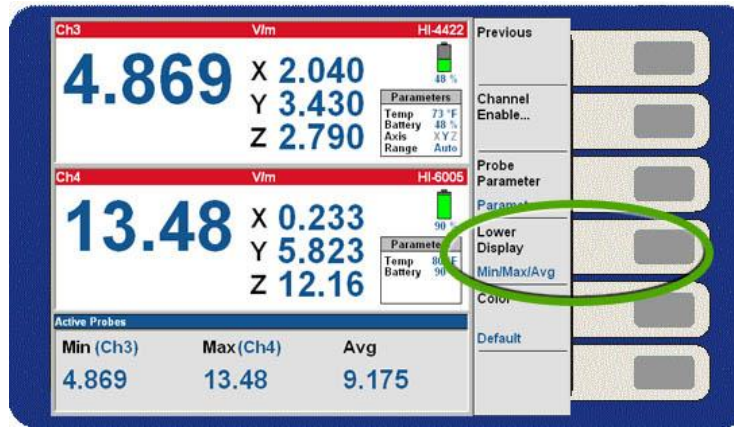 Ch3 V/m HI-4422
4.869
X 2.040
Y 3.430
Z 2.790
48 %
Parameters
Temp 73 °F
Battery 48 %
Axis XYZ
Range Auto
Ch4 V/m HI-6005
13.48
X 0.233
Y 5.823
Z 12.16
90 %
Temp
Battery 90
Active Probes
Min (Ch3) Max(Ch4) Avg
4.869 13.48 9.175
Previous
Channel
Enable...
Probe
Parameter
Lower
Display
Min/Max/Avg
Color
Default